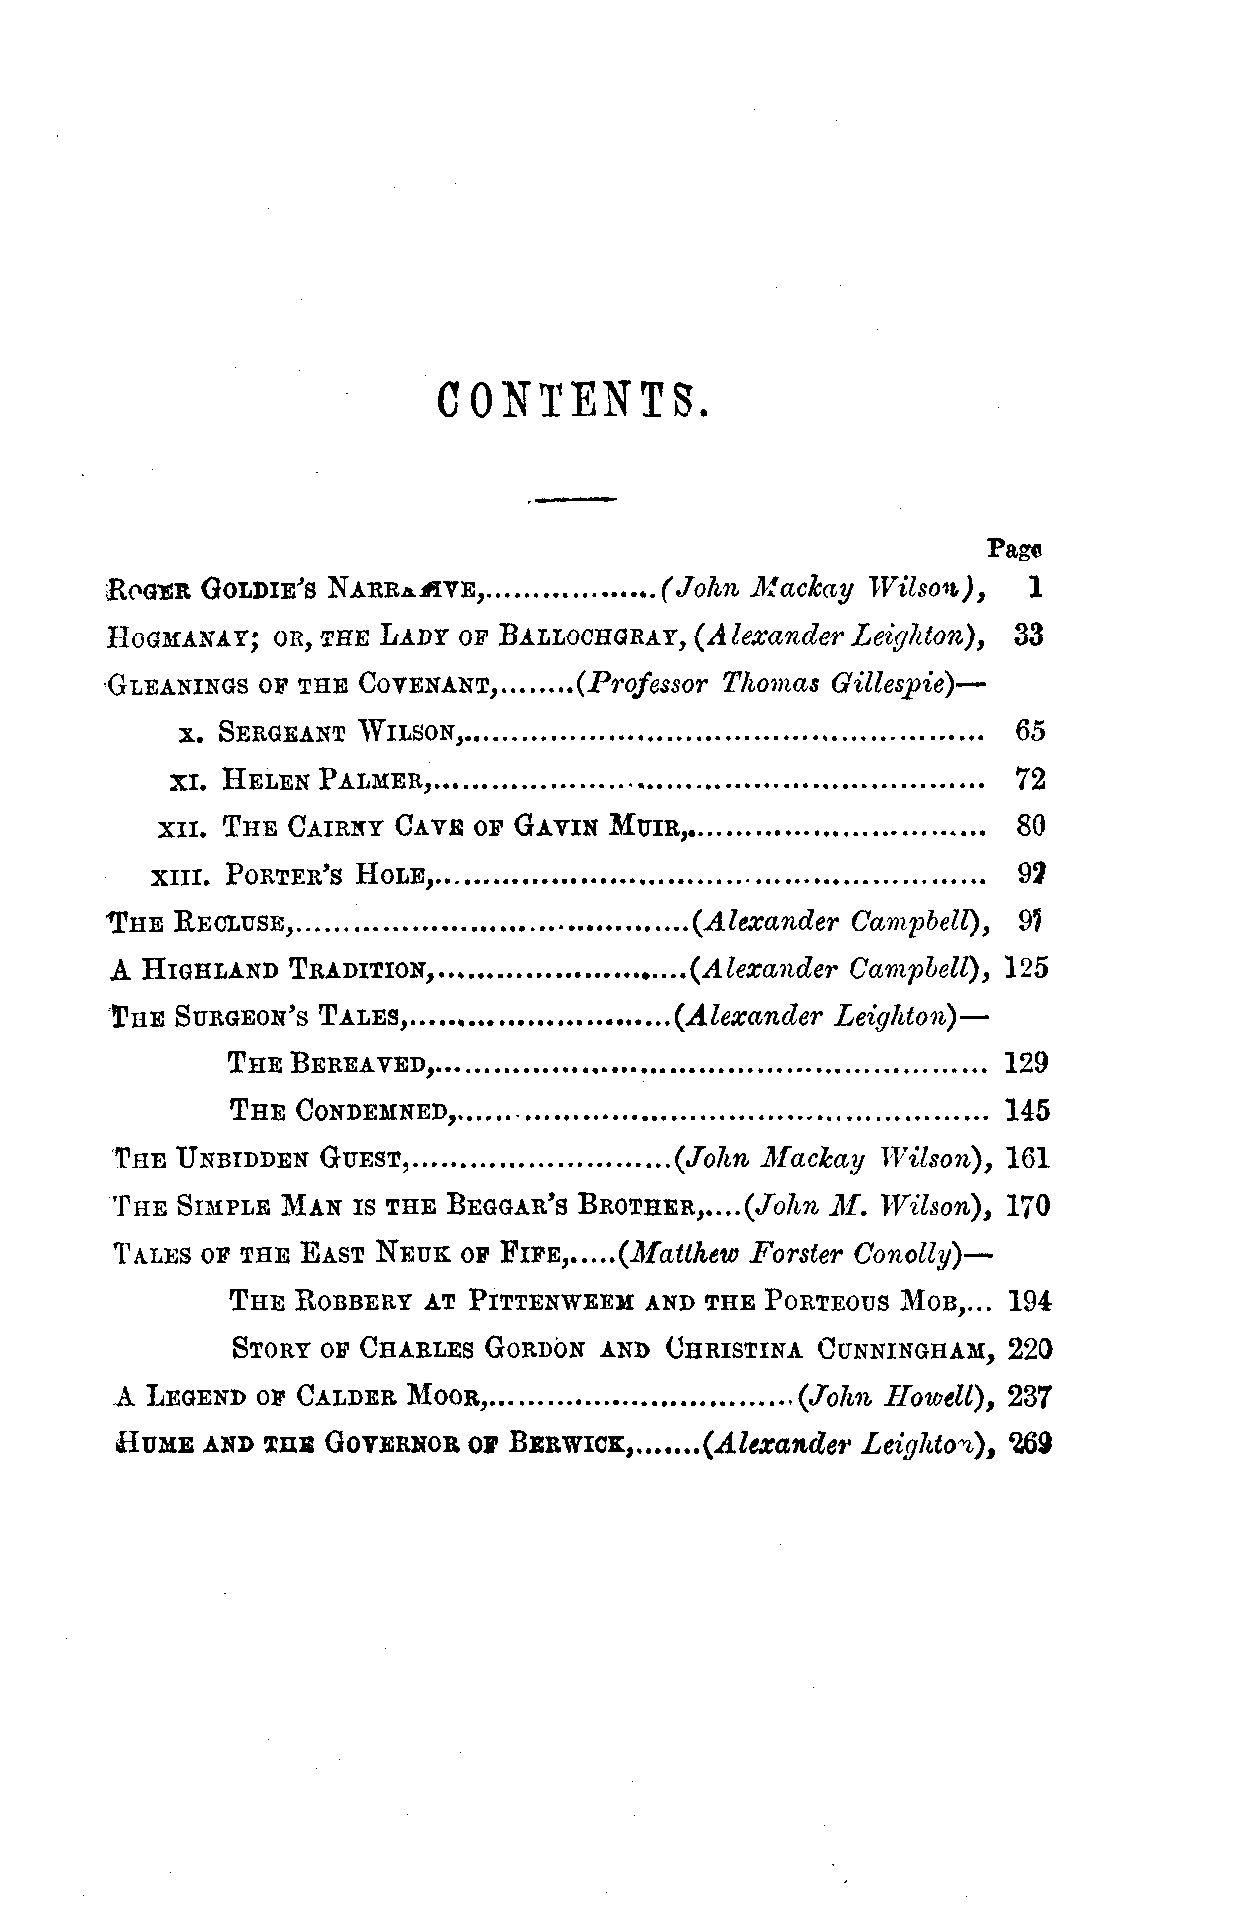 CONTENTS.
Page
ROGER GOLDIE'S NARRATIVE,..................(John Mackay Wilson), 1
HOGMANAY; OR, THE LADY OF BALLOCHGRAY, (Alexander Leighton), 33
GLEANINGS OF THE COVENANT,........(Professor Thomas Gillespie)—
X. SERGEANT WILSON,...................................................... 65
XI. HELEN PALMER,......................................................... 72
XII. THE CAIRNY CAVE OF GAVIN MUIR,............................... 80
XIII. PORTER'S HOLE,......................................................... 92
THE RECLUSE,.........................................(Alexander Campbell), 97
A HIGHLAND TRADITION,..........................(Alexander Campbell), 125
THE SURGEON'S TALES,...........................(Alexander Leighton)—
THE BEREAVED,......................................................... 129
THE CONDEMNED,....................................................... 145
THE UNBIDDEN GUEST,...........................(John Mackay Wilson), 161
THE SIMPLE MAN IS THE BEGGAR'S BROTHER,....(John M. Wilson), 170
TALES OF THE EAST NEUK OF FIFE,.....(Matthew Forster Conolly)—
THE ROBBERY AT PITTENWEEM AND THE PORTEOUS MOB,... 194
STORY OF CHARLES GORDON AND CHRISTINA CUNNINGHAM, 220
A LEGEND OF CALDER MOOR,................................(John Howell), 237
HUME AND THE GOVERNOR OF BERWICK,.......(Alexander Leighton), 269